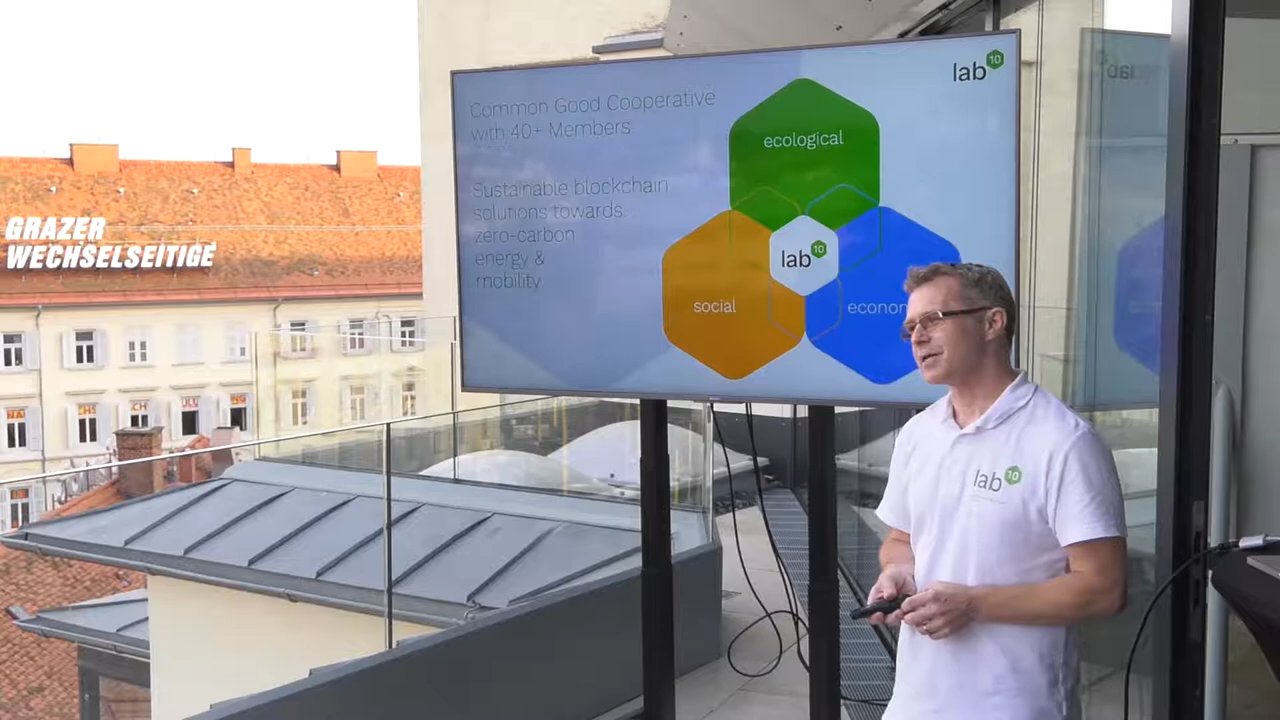 GRAZER
WECHSELSEITIGE
Common Good Cooperative
with 40+ Members
Sustainable blockchain
solutions towards
zero-carbon
energy &
mobility
lab10
ecological
lab10
social
econom
lab10